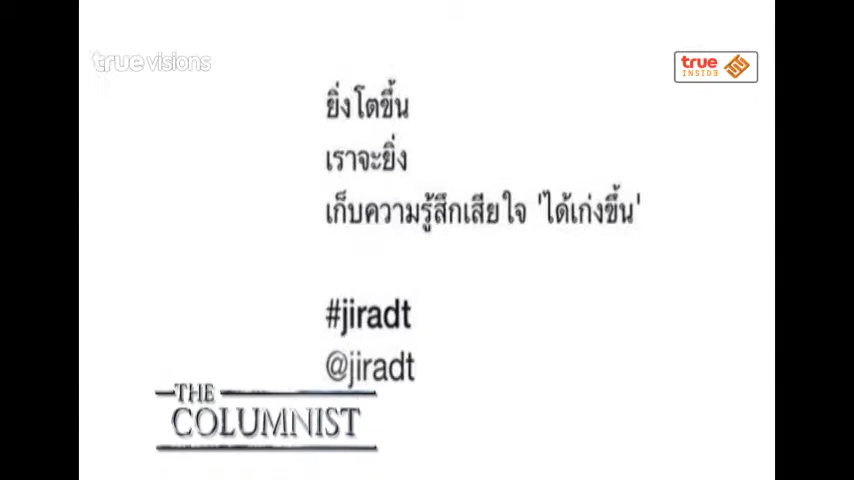 true visions
true
INSIDE
ยิ่งโตขึ้น
เราจะยิ่ง
เก็บความรู้สึกเสียใจ 'ได้เก่งขึ้น'
#jiradt
@jiradt
THE
COLUMNIST